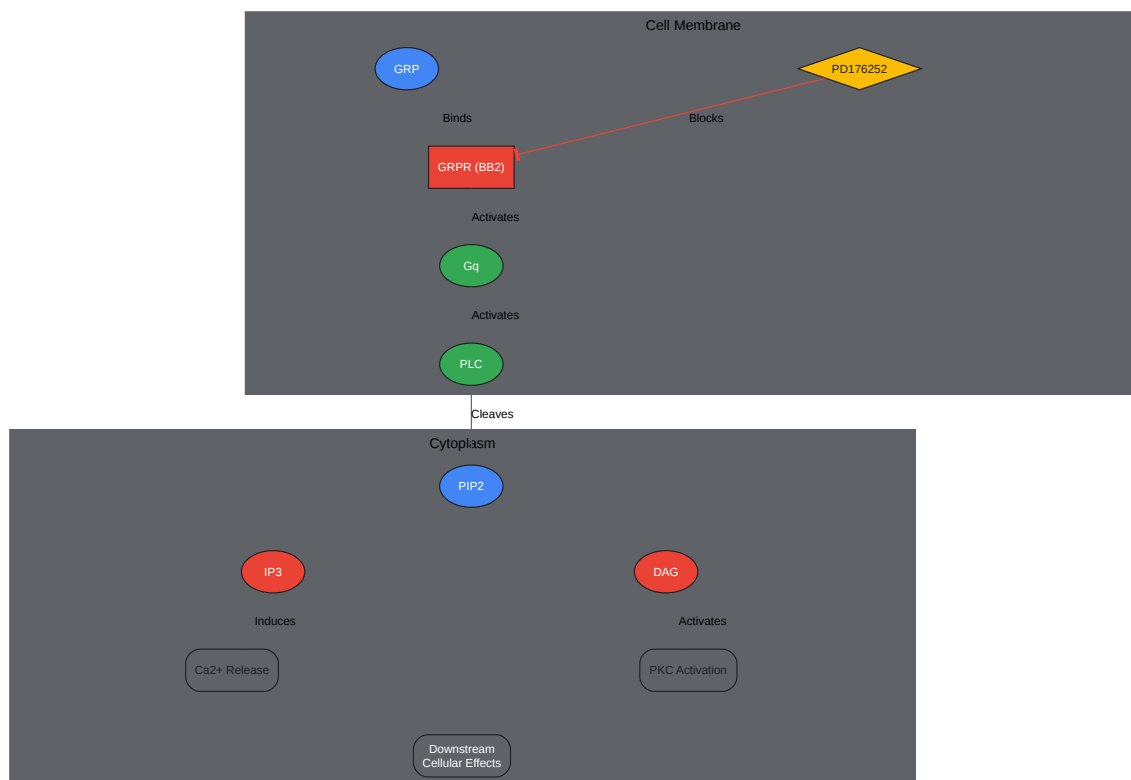 Cell Membrane
GRP
PD176252
Binds
Blocks
GRPR (BB2)
Activates
Gq
Activates
PLC
Cleaves
Cytoplasm
PIP2
IP3
DAG
Induces
Activates
Ca2+ Release
PKC Activation
Downstream
Cellular Effects